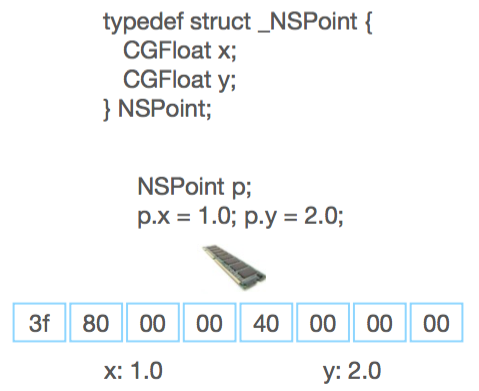 typedef struct _NSPoint {
CGFloat x;
CGFloat y;
} NSPoint;
NSPoint p;
p.x = 1.0; p.y = 2.0;
3f 80 00 00 40 00 00 00
x: 1.0 y: 2.0